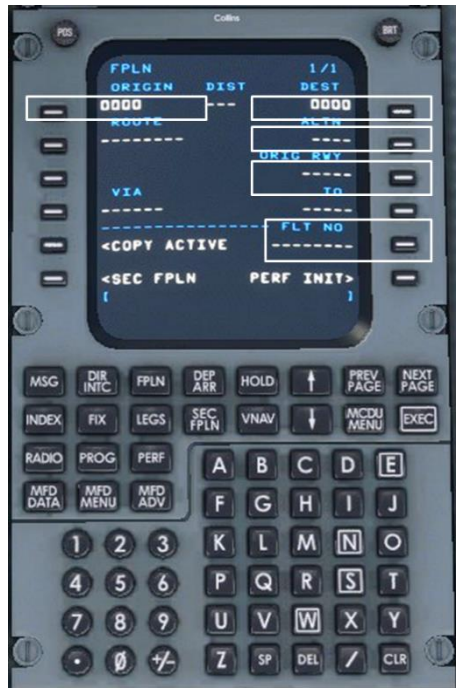 Collins
POS
BRT
FPLN 1/1
ORIGIN DIST DEST
0000 --- 0000
ROUTE ALTN
-------- ----
ORIG RWY
-----
VIA TO
------ -----
---------------- FLT NO
<COPY ACTIVE --------
<SEC FPLN PERF INIT>
[ ]
MSG DIR INTC FPLN DEP ARR HOLD ↑ PREV PAGE NEXT PAGE
INDEX FIX LEGS SEC FPLN VNAV ↓ MCDU MENU EXEC
RADIO PROG PERF
MFD DATA MFD MENU MFD ADV
A B C D E
F G H I J
1 2 3 K L M N O
4 5 6 P Q R S T
7 8 9 U V W X Y
. 0 +/- Z SP DEL / CLR